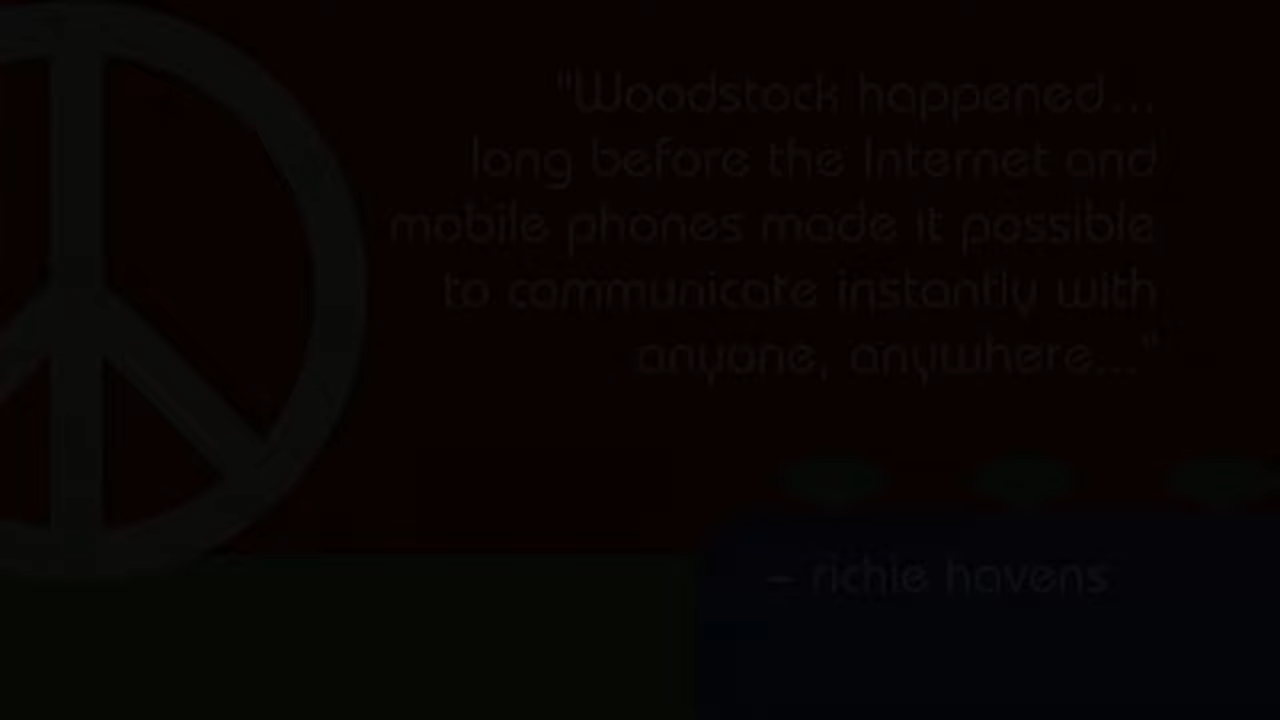 "Woodstock happened...
long before the Internet and
mobile phones made it possible
to communicate instantly with
anyone, anywhere..."
– richie havens